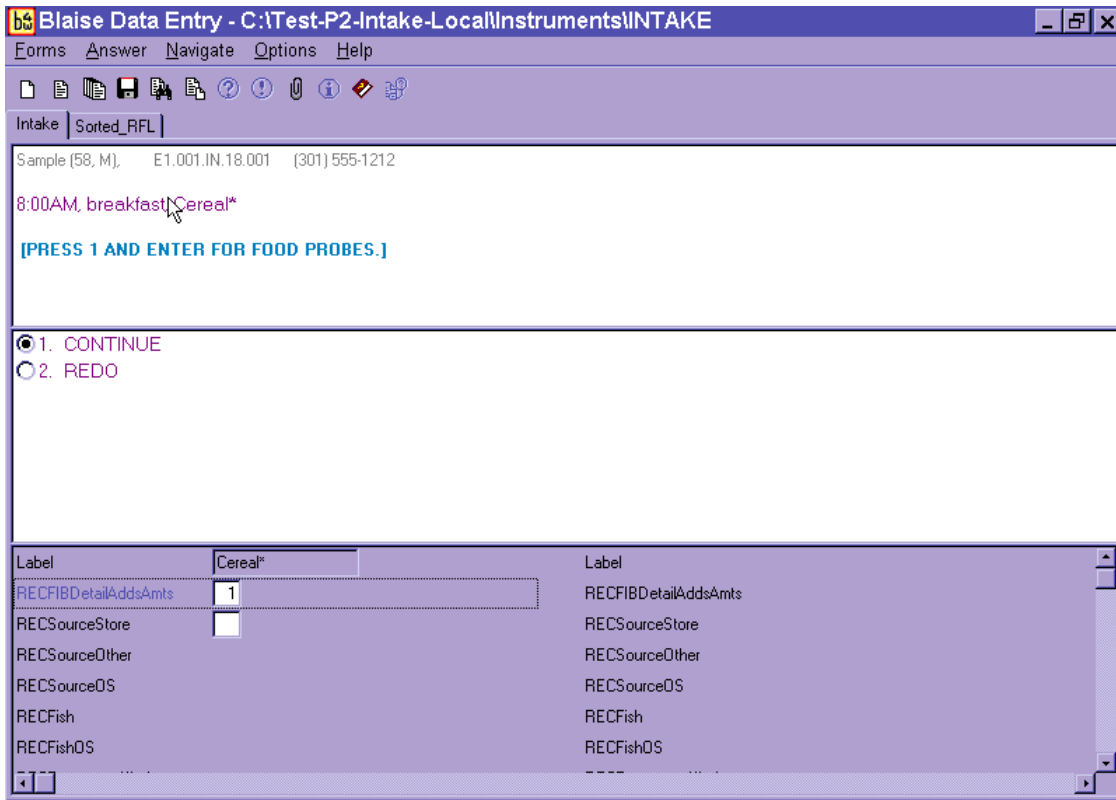 Blaise Data Entry - C:\Test-P2-Intake-Local\Instruments\INTAKE
Forms Answer Navigate Options Help
Intake Sorted_RFL
Sample (58, M), E1.001.IN.18.001 (301) 555-1212
8:00AM, breakfast, Cereal*
[PRESS 1 AND ENTER FOR FOOD PROBES.]
1. CONTINUE
2. REDO
Label Cereal* Label
RECFIBDetailAddsAmts 1 RECFIBDetailAddsAmts
RECSourceStore RECSourceStore
RECSourceOther RECSourceOther
RECSourceOS RECSourceOS
RECFish RECFish
RECFishOS RECFishOS